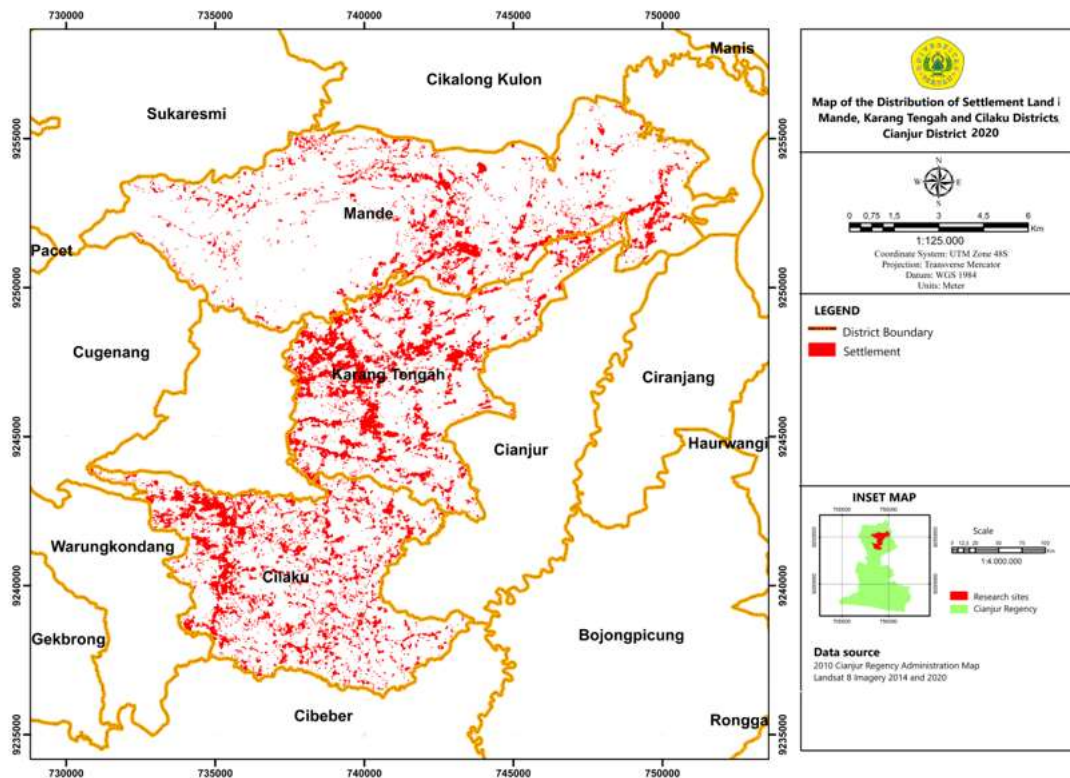 730000 735000 740000 745000 750000
9255000
9250000
9245000
9240000
9235000
Manis
Cikalong Kulon
Sukaresmi
Mande
Pacet
Cugenang
Karang Tengah
Ciranjang
Cianjur
Haurwangi
Warungkondang
Cilaku
Gekbrong
Bojongpicung
Cibeber
Rongga
9255000
9250000
9245000
9240000
9235000
730000 735000 740000 745000 750000
Map of the Distribution of Settlement Land i
Mande, Karang Tengah and Cilaku Districts,
Cianjur District 2020
N
W E
S
0 0,75 1,5 3 4,5 6
Km
1:125.000
Coordinate System: UTM Zone 48S
Projection: Transverse Mercator
Datum: WGS 1984
Units: Meter
LEGEND
District Boundary
Settlement
INSET MAP
Scale
Km
1:4.000.000
Research sites
Cianjur Regency
Data source
2010 Cianjur Regency Administration Map
Landsat 8 Imagery 2014 and 2020